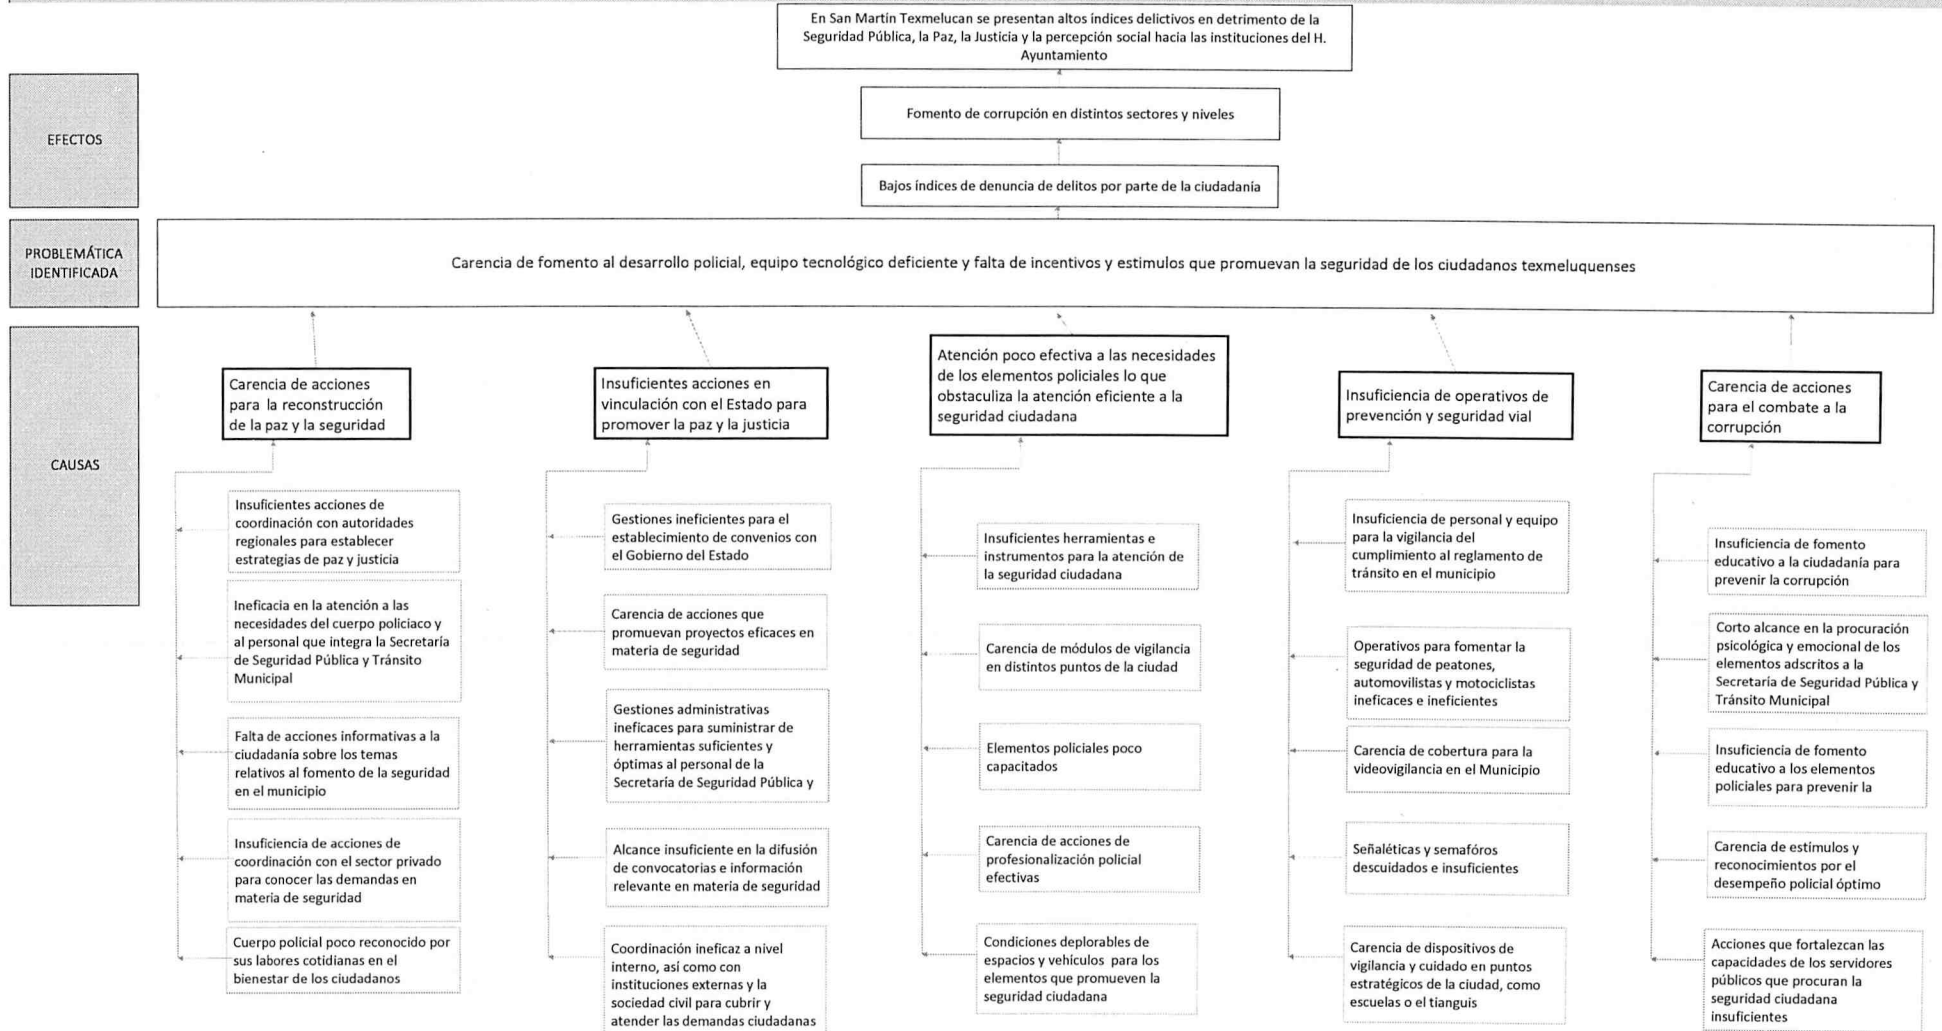 En San Martín Texmelucan se presentan altos índices delictivos en detrimento de la
Seguridad Pública, la Paz, la Justicia y la percepción social hacia las instituciones del H.
Ayuntamiento
EFECTOS
Fomento de corrupción en distintos sectores y niveles
Bajos índices de denuncia de delitos por parte de la ciudadanía
PROBLEMÁTICA
IDENTIFICADA
Carencia de fomento al desarrollo policial, equipo tecnológico deficiente y falta de incentivos y estimulos que promuevan la seguridad de los ciudadanos texmeluquenses
CAUSAS
Carencia de acciones
para la reconstrucción
de la paz y la seguridad
Insuficientes acciones de
coordinación con autoridades
regionales para establecer
estrategias de paz y justicia
Ineficacia en la atención a las
necesidades del cuerpo policiaco y
al personal que integra la Secretaría
de Seguridad Pública y Tránsito
Municipal
Falta de acciones informativas a la
ciudadanía sobre los temas
relativos al fomento de la seguridad
en el municipio
Insuficiencia de acciones de
coordinación con el sector privado
para conocer las demandas en
materia de seguridad
Cuerpo policial poco reconocido por
sus labores cotidianas en el
bienestar de los ciudadanos
Insuficientes acciones en
vinculación con el Estado para
promover la paz y la justicia
Gestiones ineficientes para el
establecimiento de convenios con
el Gobierno del Estado
Carencia de acciones que
promuevan proyectos eficaces en
materia de seguridad
Gestiones administrativas
ineficaces para suministrar de
herramientas suficientes y
óptimas al personal de la
Secretaría de Seguridad Pública y
Alcance insuficiente en la difusión
de convocatorias e información
relevante en materia de seguridad
Coordinación ineficaz a nivel
interno, así como con
instituciones externas y la
sociedad civil para cubrir y
atender las demandas ciudadanas
Atención poco efectiva a las necesidades
de los elementos policiales lo que
obstaculiza la atención eficiente a la
seguridad ciudadana
Insuficientes herramientas e
instrumentos para la atención de
la seguridad ciudadana
Carencia de módulos de vigilancia
en distintos puntos de la ciudad
Elementos policiales poco
capacitados
Carencia de acciones de
profesionalización policial
efectivas
Condiciones deplorables de
espacios y vehículos para los
elementos que promueven la
seguridad ciudadana
Insuficiencia de operativos de
prevención y seguridad vial
Insuficiencia de personal y equipo
para la vigilancia del
cumplimiento al reglamento de
tránsito en el municipio
Operativos para fomentar la
seguridad de peatones,
automovilistas y motociclistas
ineficaces e ineficientes
Carencia de cobertura para la
videovigilancia en el Municipio
Señaléticas y semafóros
descuidados e insuficientes
Carencia de dispositivos de
vigilancia y cuidado en puntos
estratégicos de la ciudad, como
escuelas o el tianguis
Carencia de acciones
para el combate a la
corrupción
Insuficiencia de fomento
educativo a la ciudadanía para
prevenir la corrupción
Corto alcance en la procuración
psicológica y emocional de los
elementos adscritos a la
Secretaría de Seguridad Pública y
Tránsito Municipal
Insuficiencia de fomento
educativo a los elementos
policiales para prevenir la
Carencia de estimulos y
reconocimientos por el
desempeño policial óptimo
Acciones que fortalezcan las
capacidades de los servidores
públicos que procuran la
seguridad ciudadana
insuficientes